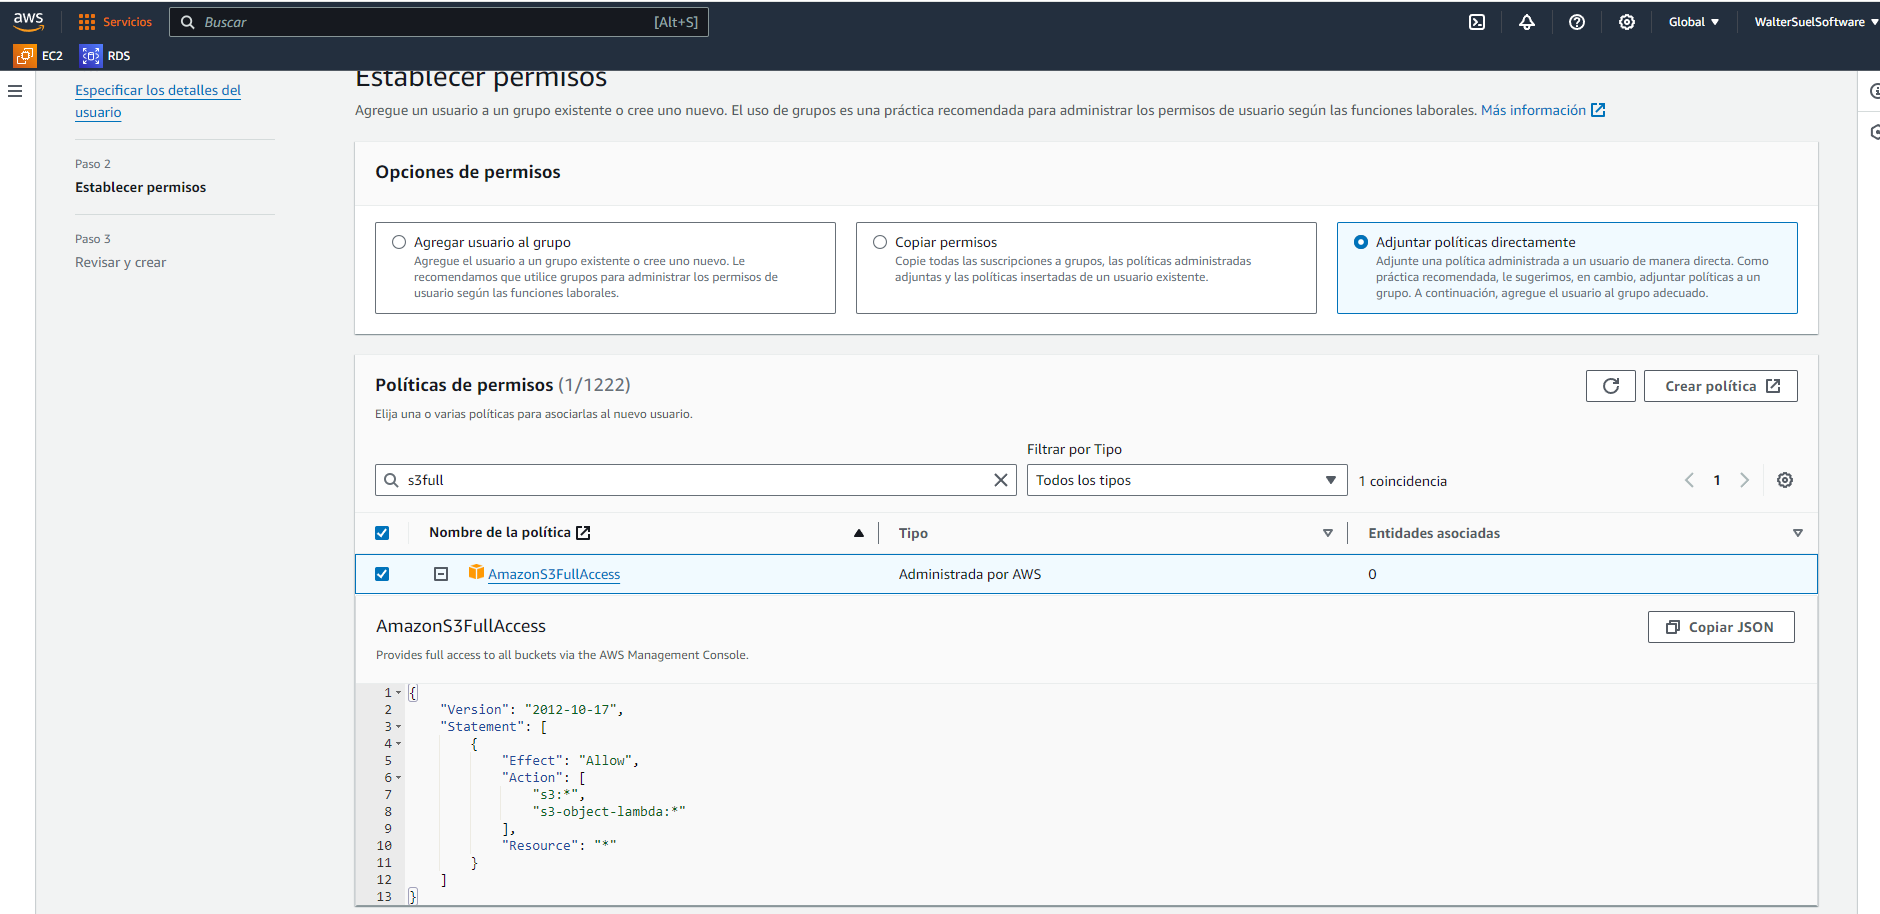 aws
Servicios
Buscar
[Alt+S]
Global
WalterSuelSoftware
EC2
RDS
Especificar los detalles del
usuario
Paso 2
Establecer permisos
Paso 3
Revisar y crear
Establecer permisos
Agregue un usuario a un grupo existente o cree uno nuevo. El uso de grupos es una práctica recomendada para administrar los permisos de usuario según las funciones laborales. Más información
Opciones de permisos
Agregar usuario al grupo
Agregue el usuario a un grupo existente o cree uno nuevo. Le
recomendamos que utilice grupos para administrar los permisos de
usuario según las funciones laborales.
Copiar permisos
Copie todas las suscripciones a grupos, las políticas administradas
adjuntas y las políticas insertadas de un usuario existente.
Adjuntar políticas directamente
Adjunte una política administrada a un usuario de manera directa. Como
práctica recomendada, le sugerimos, en cambio, adjuntar políticas a un
grupo. A continuación, agregue el usuario al grupo adecuado.
Políticas de permisos (1/1222)
Elija una o varias políticas para asociarlas al nuevo usuario.
Crear política
Filtrar por Tipo
s3full
Todos los tipos
1 coincidencia
1
Nombre de la política
Tipo
Entidades asociadas
AmazonS3FullAccess
Administrada por AWS
0
AmazonS3FullAccess
Copiar JSON
Provides full access to all buckets via the AWS Management Console.
1 {
2 "Version": "2012-10-17",
3 "Statement": [
4 {
5 "Effect": "Allow",
6 "Action": [
7 "s3:*",
8 "s3-object-lambda:*"
9 ],
10 "Resource": "*"
11 }
12 ]
13 }